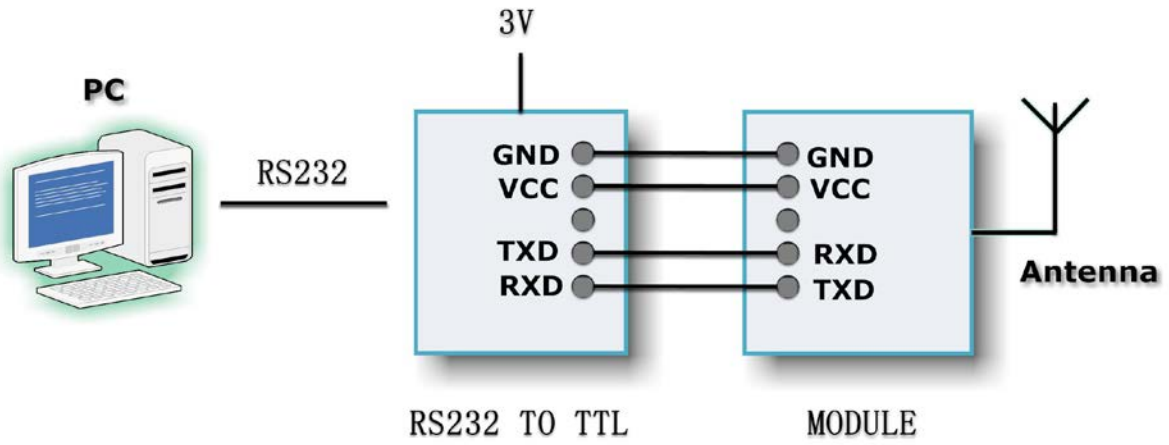 3V
PC
RS232
GND
VCC
TXD
RXD
GND
VCC
RXD
TXD
Antenna
RS232 TO TTL
MODULE